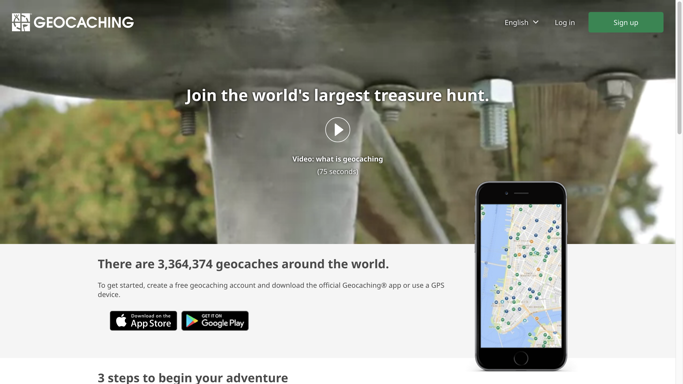 GEOCACHING
English
Log in
Sign up
Join the world's largest treasure hunt.
Video: what is geocaching
(75 seconds)
There are 3,364,374 geocaches around the world.
To get started, create a free geocaching account and download the official Geocaching® app or use a GPS
device.
Download on the
App Store
GET IT ON
Google Play
3 steps to begin your adventure